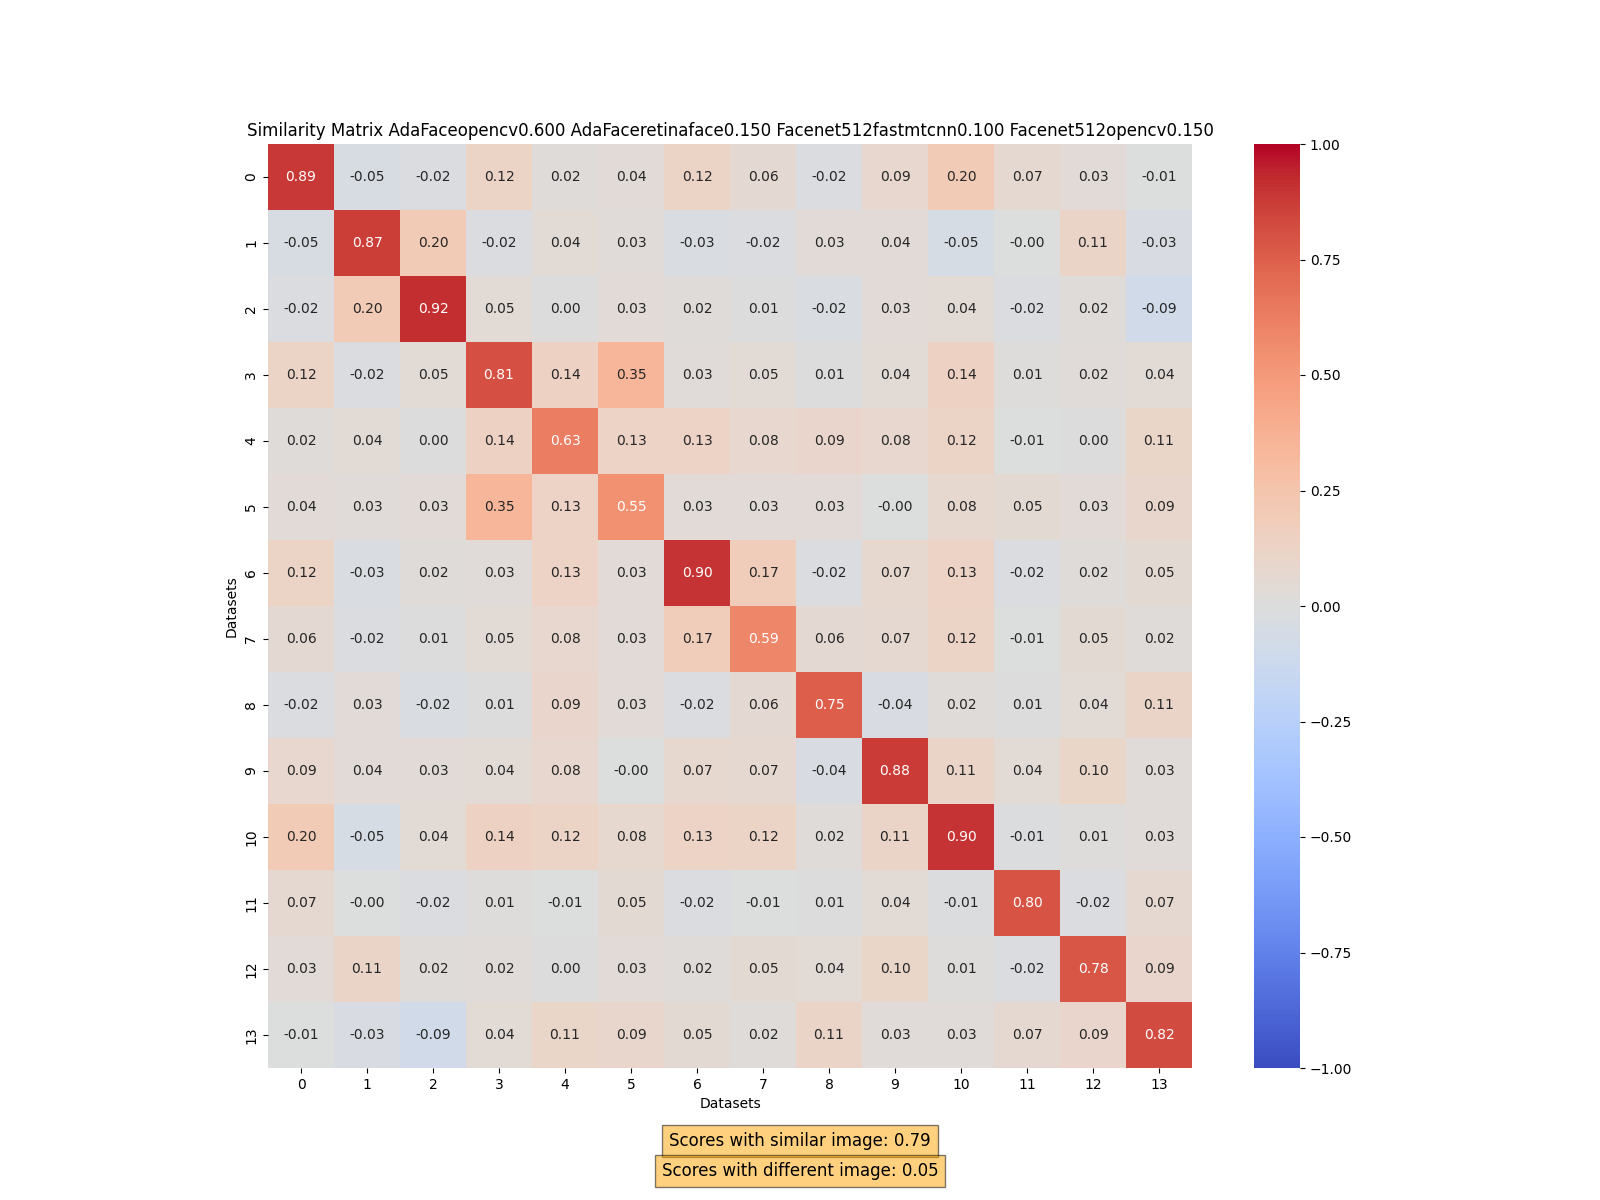 Similarity Matrix AdaFaceopencv0.600 AdaFaceretinaface0.150 Facenet512fastmtcnn0.100 Facenet512opencv0.150
0 0.89 -0.05 -0.02 0.12 0.02 0.04 0.12 0.06 -0.02 0.09 0.20 0.07 0.03 -0.01
1 -0.05 0.87 0.20 -0.02 0.04 0.03 -0.03 -0.02 0.03 0.04 -0.05 -0.00 0.11 -0.03
2 -0.02 0.20 0.92 0.05 0.00 0.03 0.02 0.01 -0.02 0.03 0.04 -0.02 0.02 -0.09
3 0.12 -0.02 0.05 0.81 0.14 0.35 0.03 0.05 0.01 0.04 0.14 0.01 0.02 0.04
4 0.02 0.04 0.00 0.14 0.63 0.13 0.13 0.08 0.09 0.08 0.12 -0.01 0.00 0.11
5 0.04 0.03 0.03 0.35 0.13 0.55 0.03 0.03 0.03 -0.00 0.08 0.05 0.03 0.09
6 0.12 -0.03 0.02 0.03 0.13 0.03 0.90 0.17 -0.02 0.07 0.13 -0.02 0.02 0.05
7 0.06 -0.02 0.01 0.05 0.08 0.03 0.17 0.59 0.06 0.07 0.12 -0.01 0.05 0.02
8 -0.02 0.03 -0.02 0.01 0.09 0.03 -0.02 0.06 0.75 -0.04 0.02 0.01 0.04 0.11
9 0.09 0.04 0.03 0.04 0.08 -0.00 0.07 0.07 -0.04 0.88 0.11 0.04 0.10 0.03
10 0.20 -0.05 0.04 0.14 0.12 0.08 0.13 0.12 0.02 0.11 0.90 -0.01 0.01 0.03
11 0.07 -0.00 -0.02 0.01 -0.01 0.05 -0.02 -0.01 0.01 0.04 -0.01 0.80 -0.02 0.07
12 0.03 0.11 0.02 0.02 0.00 0.03 0.02 0.05 0.04 0.10 0.01 -0.02 0.78 0.09
13 -0.01 -0.03 -0.09 0.04 0.11 0.09 0.05 0.02 0.11 0.03 0.03 0.07 0.09 0.82
0 1 2 3 4 5 6 7 8 9 10 11 12 13
Datasets
Datasets
1.00
0.75
0.50
0.25
0.00
−0.25
−0.50
−0.75
−1.00
Scores with similar image: 0.79
Scores with different image: 0.05